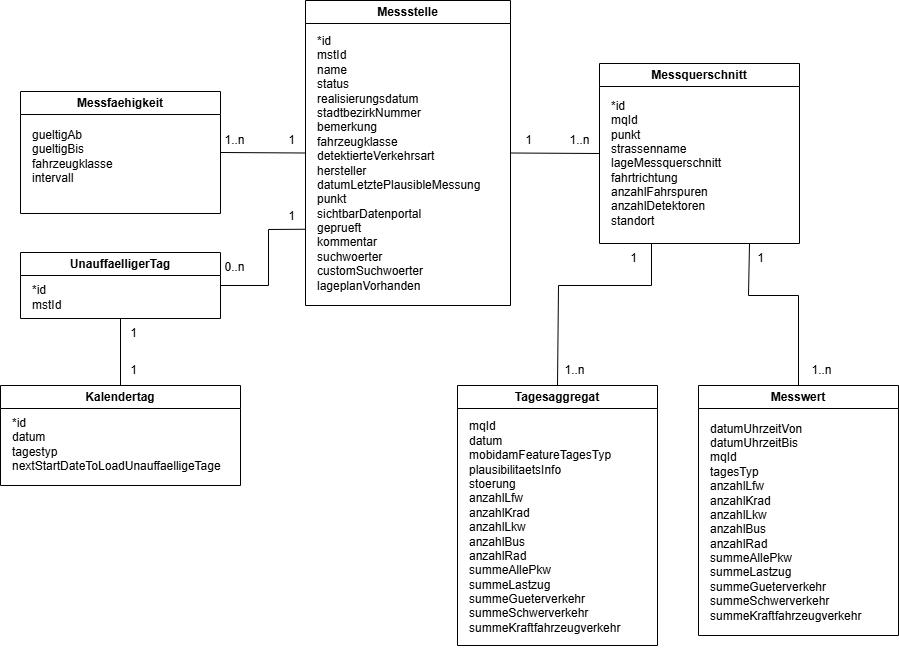 Messstelle
*id
mstId
name
status
realisierungsdatum
stadtbezirkNummer
bemerkung
fahrzeugklasse
detektierteVerkehrsart
hersteller
datumLetztePlausibleMessung
punkt
sichtbarDatenportal
geprueft
kommentar
suchwoerter
customSuchwoerter
lageplanVorhanden
Messfaehigkeit
gueltigAb
gueltigBis
fahrzeugklasse
intervall
1..n
1
1
1..n
Messquerschnitt
*id
mqId
punkt
strassenname
lageMessquerschnitt
fahrtrichtung
anzahlFahrspuren
anzahlDetektoren
standort
1
0..n
UnauffaelligerTag
*id
mstId
1
1
Kalendertag
*id
datum
tagestyp
nextStartDateToLoadUnauffaelligeTage
1
1
1..n
1..n
Tagesaggregat
mqId
datum
mobidamFeatureTagesTyp
plausibilitaetsInfo
stoerung
anzahlLfw
anzahlKrad
anzahlLkw
anzahlBus
anzahlRad
summeAllePkw
summeLastzug
summeGueterverkehr
summeSchwerverkehr
summeKraftfahrzeugverkehr
Messwert
datumUhrzeitVon
datumUhrzeitBis
mqId
tagesTyp
anzahlLfw
anzahlKrad
anzahlLkw
anzahlBus
anzahlRad
summeAllePkw
summeLastzug
summeGueterverkehr
summeSchwerverkehr
summeKraftfahrzeugverkehr